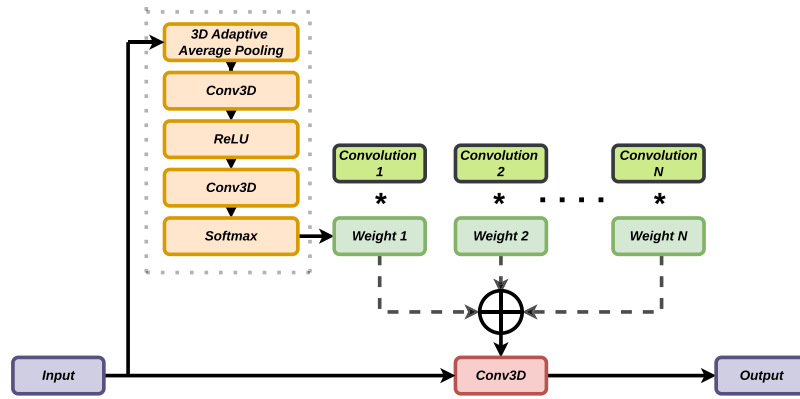 3D Adaptive
Average Pooling
Conv3D
ReLU
Conv3D
Softmax
Convolution
1
Convolution
2
Convolution
N
*
*
. . . .
*
Weight 1
Weight 2
Weight N
Input
Conv3D
Output